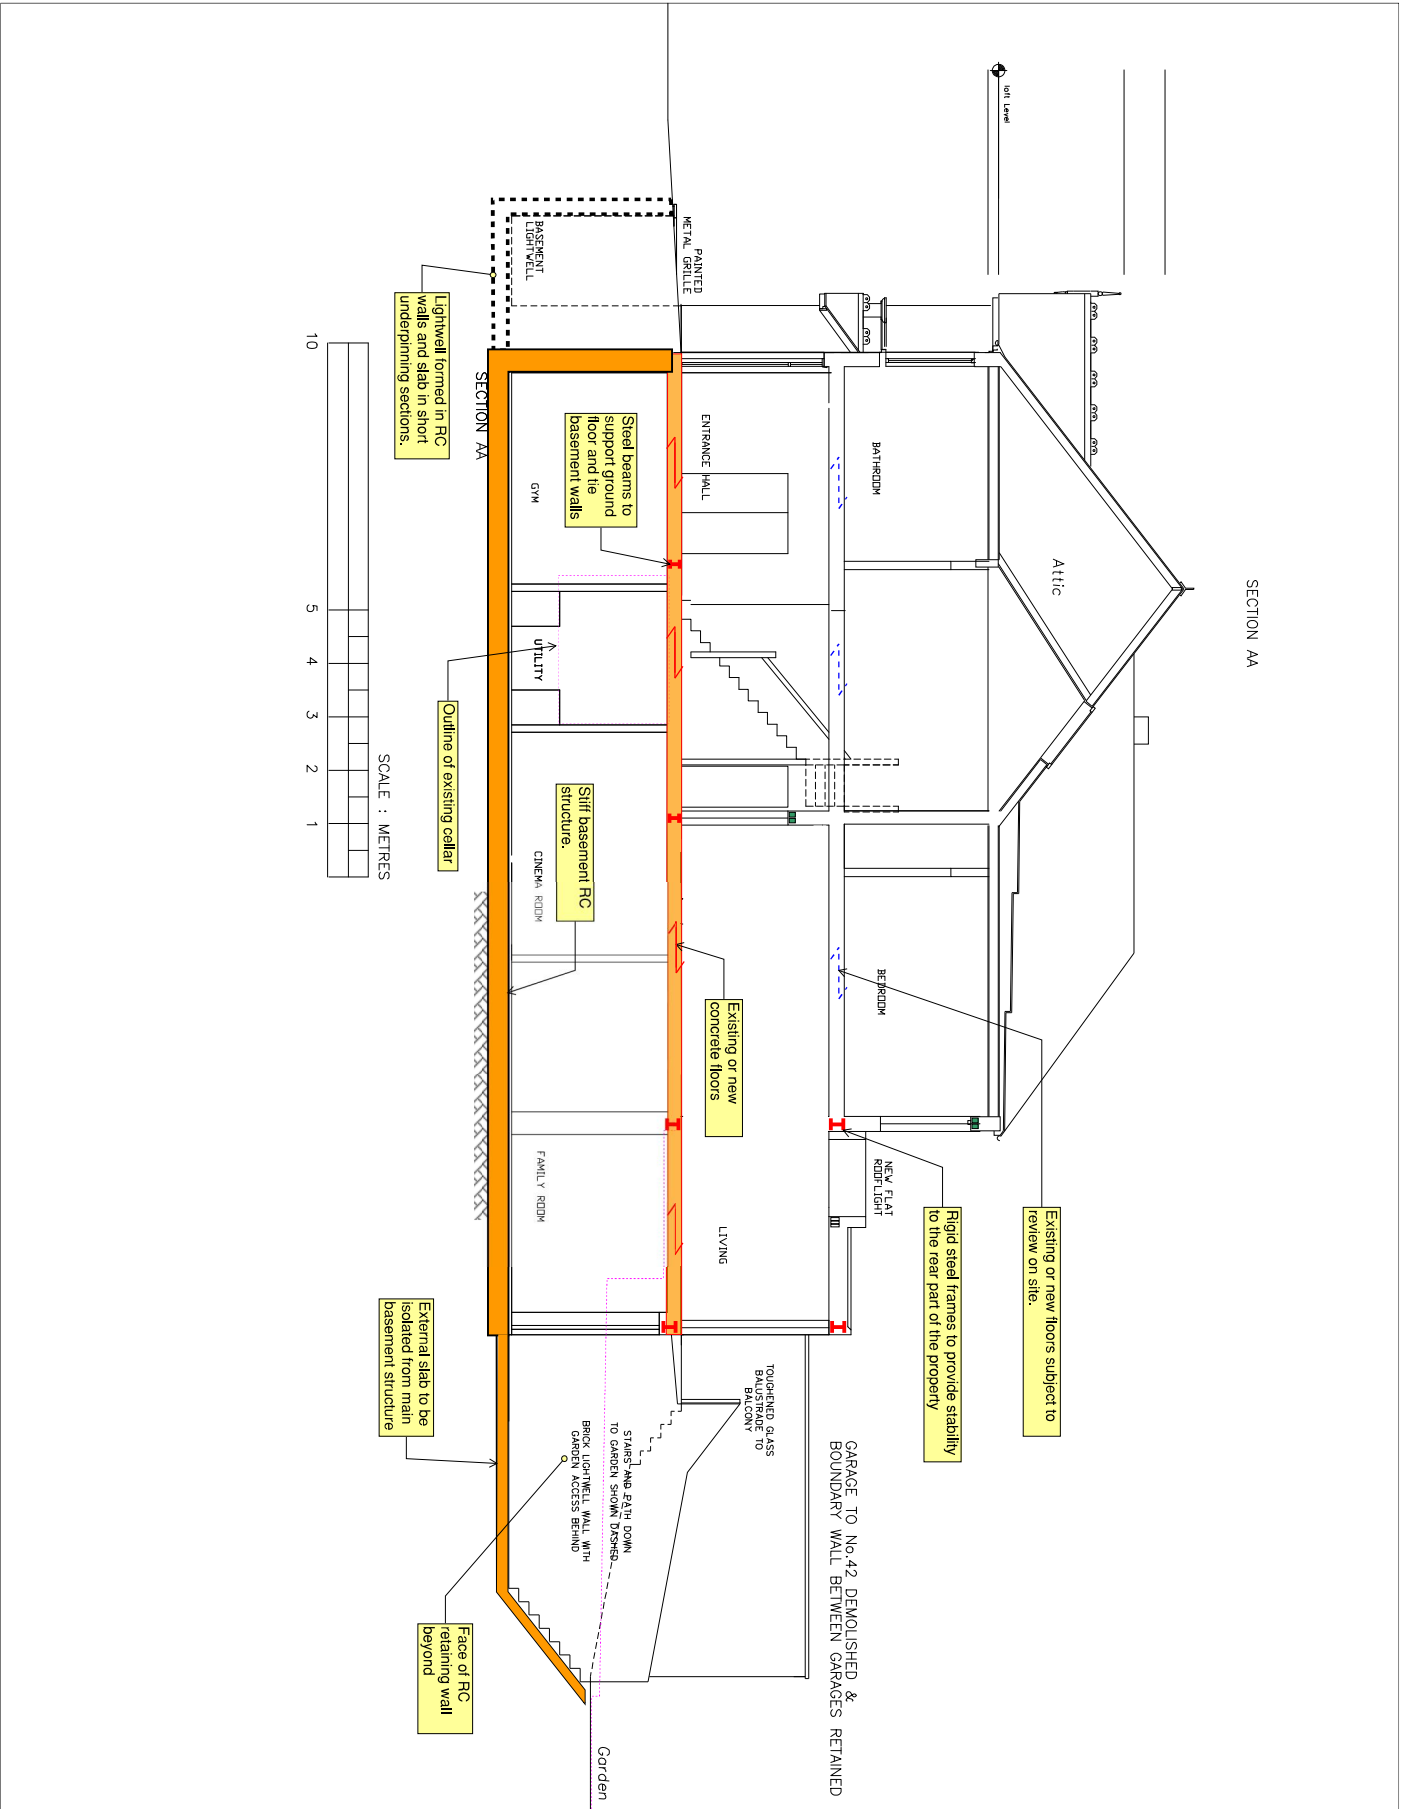 SECTION AA
loft Level
Attic
BATHROOM
BEDROOM
Existing or new floors subject to
review on site.
Rigid steel frames to provide stability
to the rear part of the property
NEW FLAT
ROOFLIGHT
GARAGE TO No.42 DEMOLISHED &
BOUNDARY WALL BETWEEN GARAGES RETAINED
PAINTED
METAL GRILLE
ENTRANCE HALL
Existing or new
concrete floors
LIVING
TOUGHENED GLASS
BALUSTRADE TO
BALCONY
Steel beams to
support ground
floor and tie
basement walls
Stiff basement RC
structure.
STAIRS AND PATH DOWN
TO GARDEN SHOWN DASHED
BRICK LIGHTWELL WALL WITH
GARDEN ACCESS BEHIND
Garden
BASEMENT
LIGHTWELL
GYM
UTILITY
CINEMA ROOM
FAMILY ROOM
SECTION AA
Lightwell formed in RC
walls and slab in short
underpinning sections.
Outline of existing cellar
External slab to be
isolated from main
basement structure
Face of RC
retaining wall
beyond
SCALE : METRES
10 5 4 3 2 1